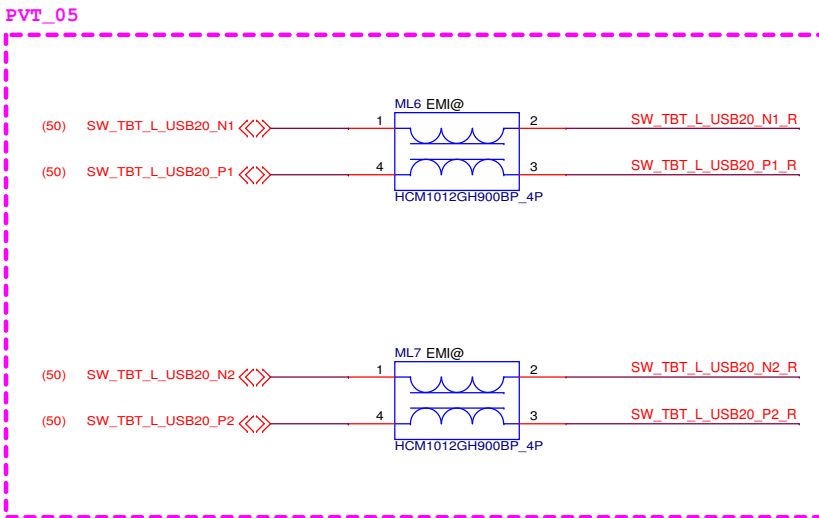 PVT_05
ML6 EMI@
(50) SW_TBT_L_USB20_N1 1 2 SW_TBT_L_USB20_N1_R
(50) SW_TBT_L_USB20_P1 4 3 SW_TBT_L_USB20_P1_R
HCM1012GH900BP_4P
ML7 EMI@
(50) SW_TBT_L_USB20_N2 1 2 SW_TBT_L_USB20_N2_R
(50) SW_TBT_L_USB20_P2 4 3 SW_TBT_L_USB20_P2_R
HCM1012GH900BP_4P